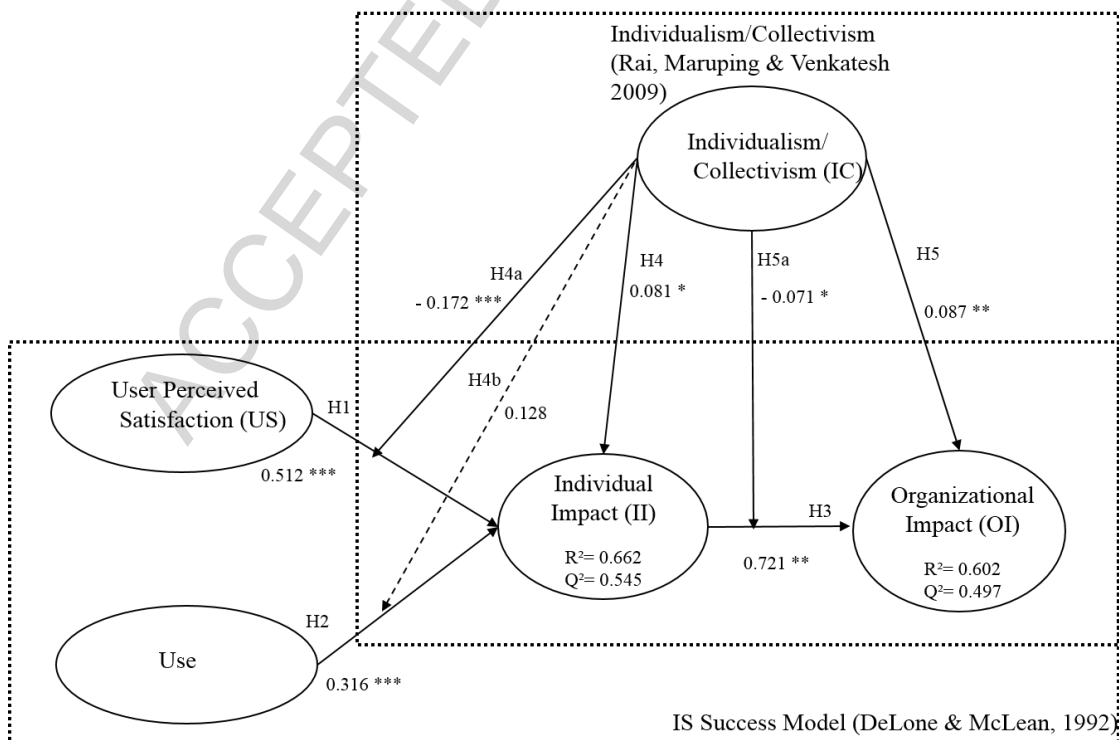 ACCEPTE
Individualism/Collectivism
(Rai, Maruping & Venkatesh
2009)
Individualism/
Collectivism (IC)
H4a
- 0.172 ***
H4
0.081 *
H5a
- 0.071 *
H5
0.087 **
User Perceived
Satisfaction (US)
H1
0.512 ***
H4b
0.128
Individual
Impact (II)
R²= 0.662
Q²= 0.545
H3
0.721 **
Organizational
Impact (OI)
R²= 0.602
Q²= 0.497
Use
H2
0.316 ***
IS Success Model (DeLone & McLean, 1992)